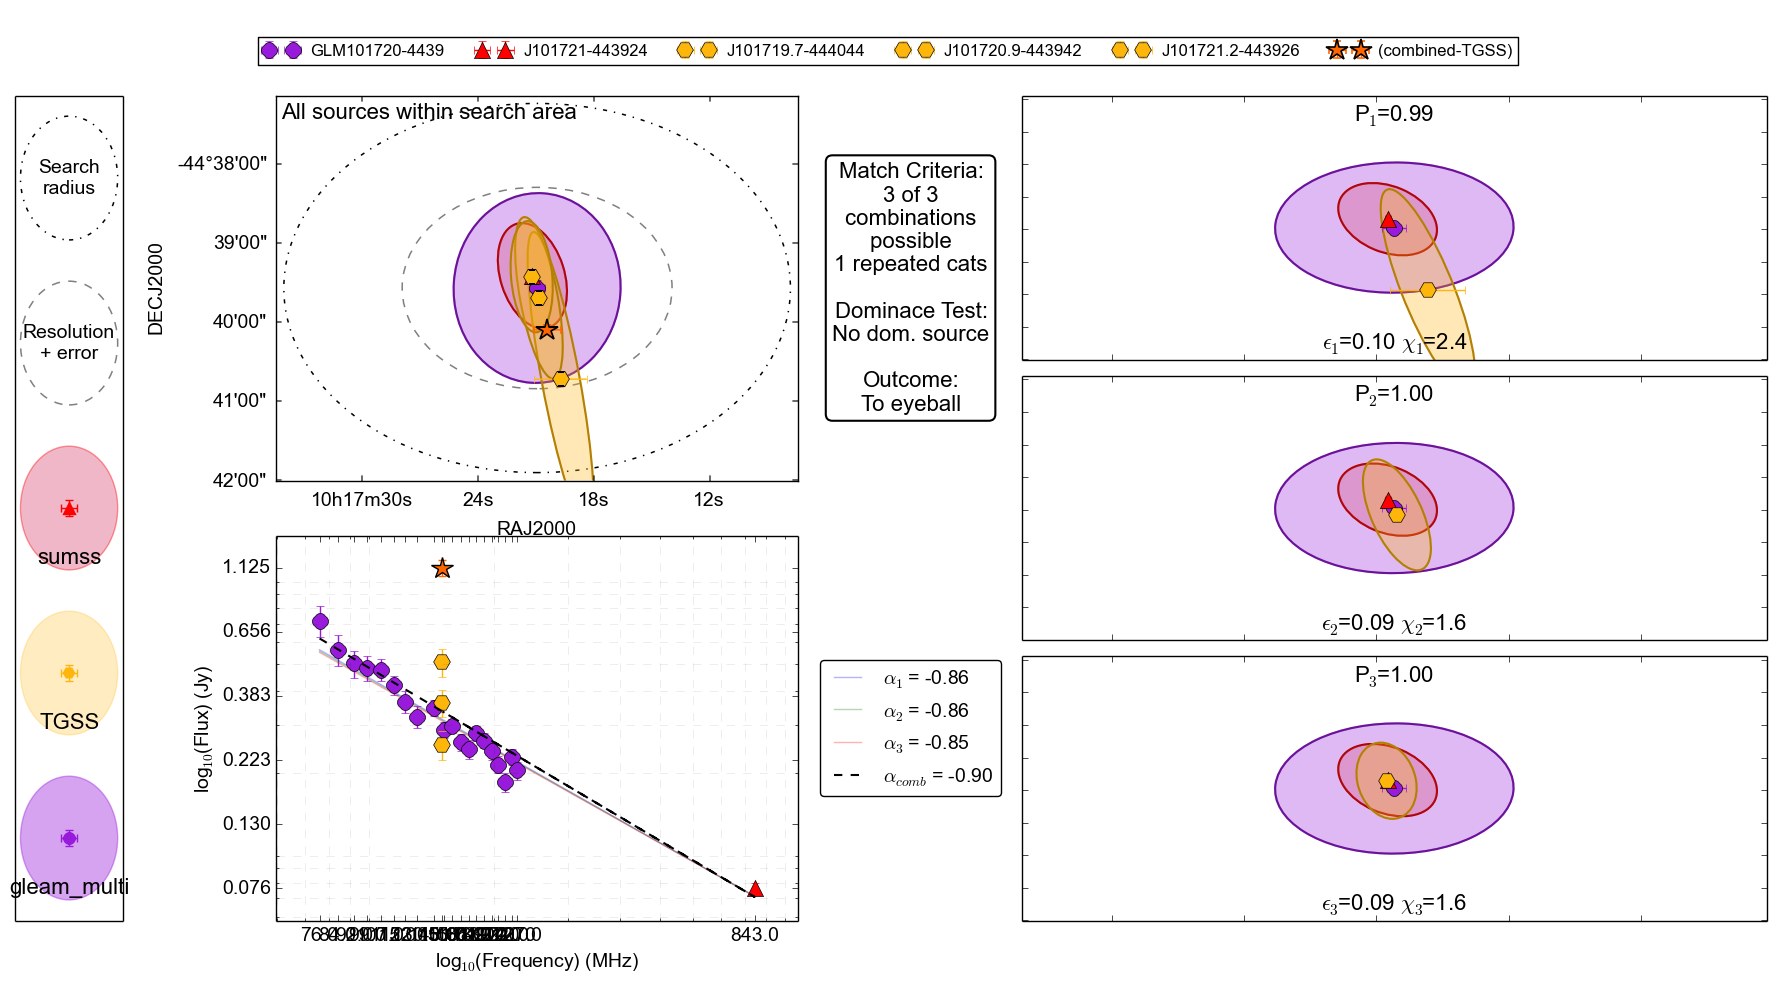 GLM101720-4439 J101721-443924 J101719.7-444044 J101720.9-443942 J101721.2-443926 (combined-TGSS)
Search
radius
Resolution
+ error
sumss
TGSS
gleam_multi
All sources within search area
DECJ2000
-44°38'00"
39'00"
40'00"
41'00"
42'00"
10h17m30s 24s 18s 12s
RAJ2000
Match Criteria:
3 of 3
combinations
possible
1 repeated cats
Dominace Test:
No dom. source
Outcome:
To eyeball
P1=0.99
ϵ1=0.10 χ1=2.4
P2=1.00
ϵ2=0.09 χ2=1.6
P3=1.00
ϵ3=0.09 χ3=1.6
log10(Flux) (Jy)
1.125
0.656
0.383
0.223
0.130
0.076
843.0
log10(Frequency) (MHz)
α1 = -0.86
α2 = -0.86
α3 = -0.85
αcomb = -0.90